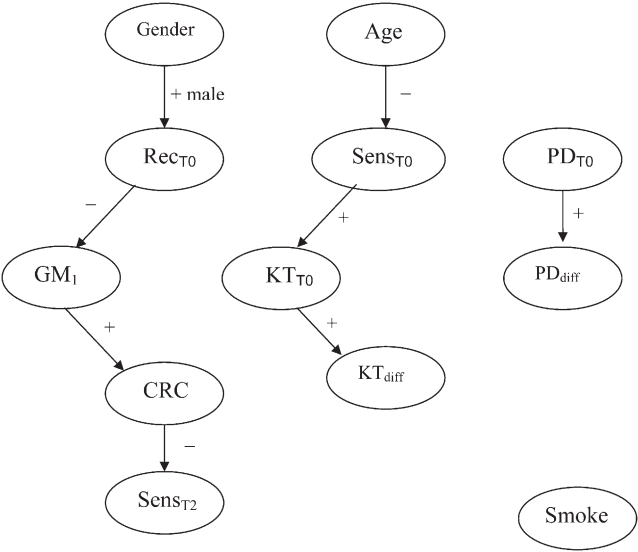 Gender
Age
+ male
−
Rec_T0
Sens_T0
PD_T0
−
+
+
GM_1
KT_T0
PD_diff
+
+
CRC
KT_diff
−
Sens_T2
Smoke